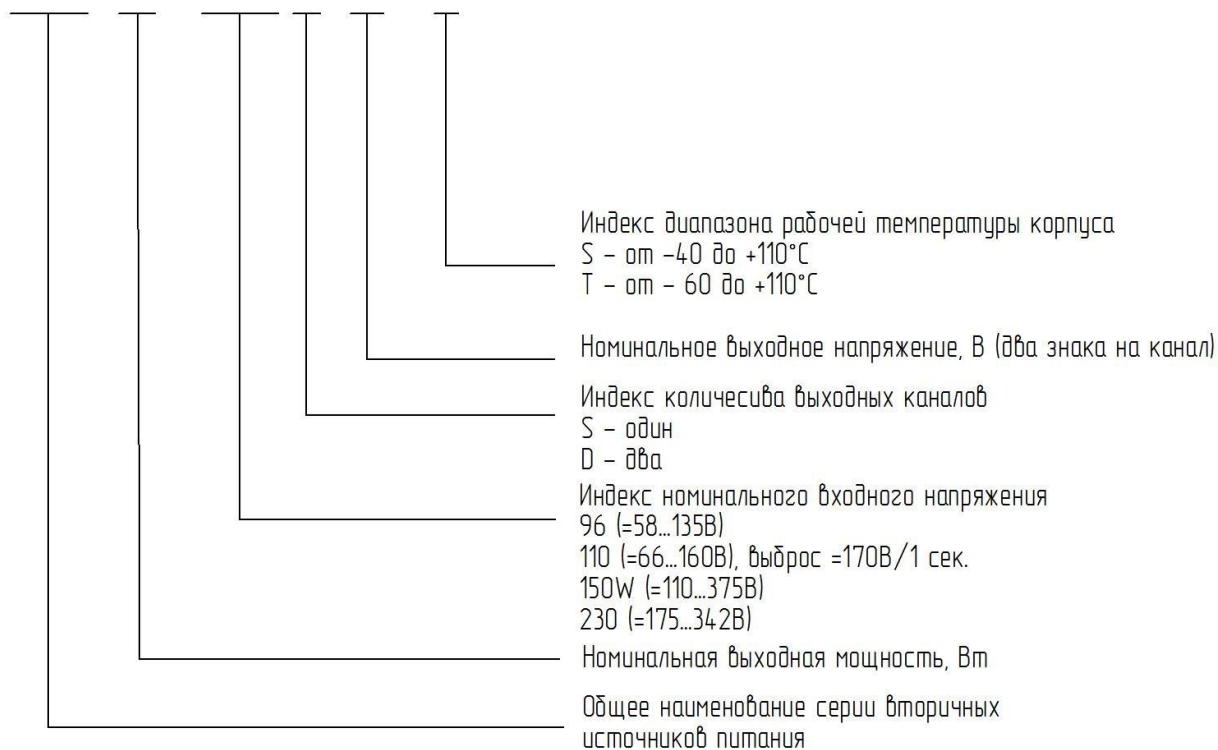 Индекс диапазона рабочей температуры корпуса
S – от –40 до +110°С
Т – от – 60 до +110°С
Номинальное выходное напряжение, В (два знака на канал)
Индекс количесива выходных каналов
S – один
D – два
Индекс номинального входного напряжения
96 (=58...135В)
110 (=66...160В), выброс =170В/1 сек.
150W (=110...375В)
230 (=175...342В)
Номинальная выходная мощность, Вт
Общее наименование серии вторичных
источников питания